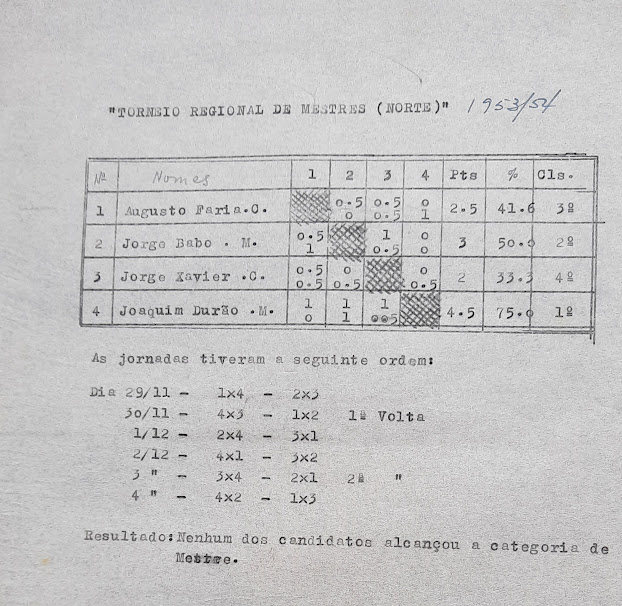 "TORNEIO REGIONAL DE MESTRES (NORTE)" 1953/54
Nº Nomes 1 2 3 4 Pts % Cls.
1 Augusto Faria.C. 0.5 0.5 0 2.5 41.6 3º
0 0.5 1
2 Jorge Babo . M. 0.5 1 0 3 50.0 2º
1 0.5 0
3 Jorge Xavier .C. 0.5 0 0 2 33.3 4º
0.5 0.5 0.5
4 Joaquim Durão .M. 1 1 1 4.5 75.0 1º
0 1 0.5
As jornadas tiveram a seguinte ordem:
Dia 29/11 - 1x4 - 2x3
30/11 - 4x3 - 1x2 1ª Volta
1/12 - 2x4 - 3x1
2/12 - 4x1 - 3x2
3 " - 3x4 - 2x1 2ª "
4 " - 4x2 - 1x3
Resultado:Nenhum dos candidatos alcançou a categoria de
Mestre.